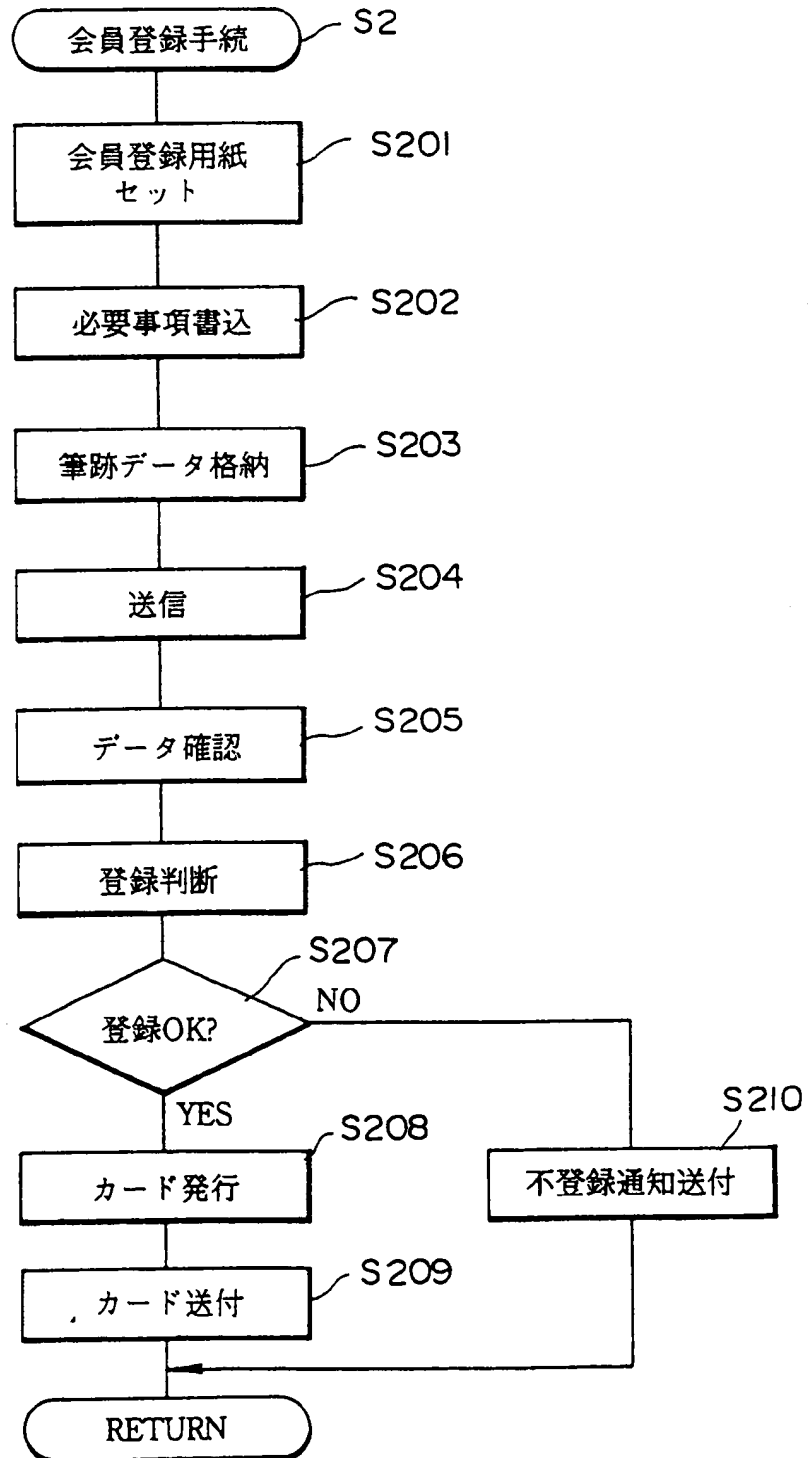 会員登録手続
S2
会員登録用紙
セット
S201
必要事項書込
S202
筆跡データ格納
S203
送信
S204
データ確認
S205
登録判断
S206
S207
登録OK?
NO
YES
S208
カード発行
S210
不登録通知送付
S209
カード送付
RETURN